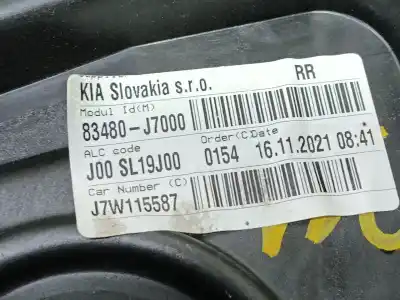 KIA Slovakia s.r.o. RR
Modul Id(M)
83480-J7000
ALC code Order(C) Date
J00 SL19J00 0154 16.11.2021 08:41
Car Number (C)
J7W115587